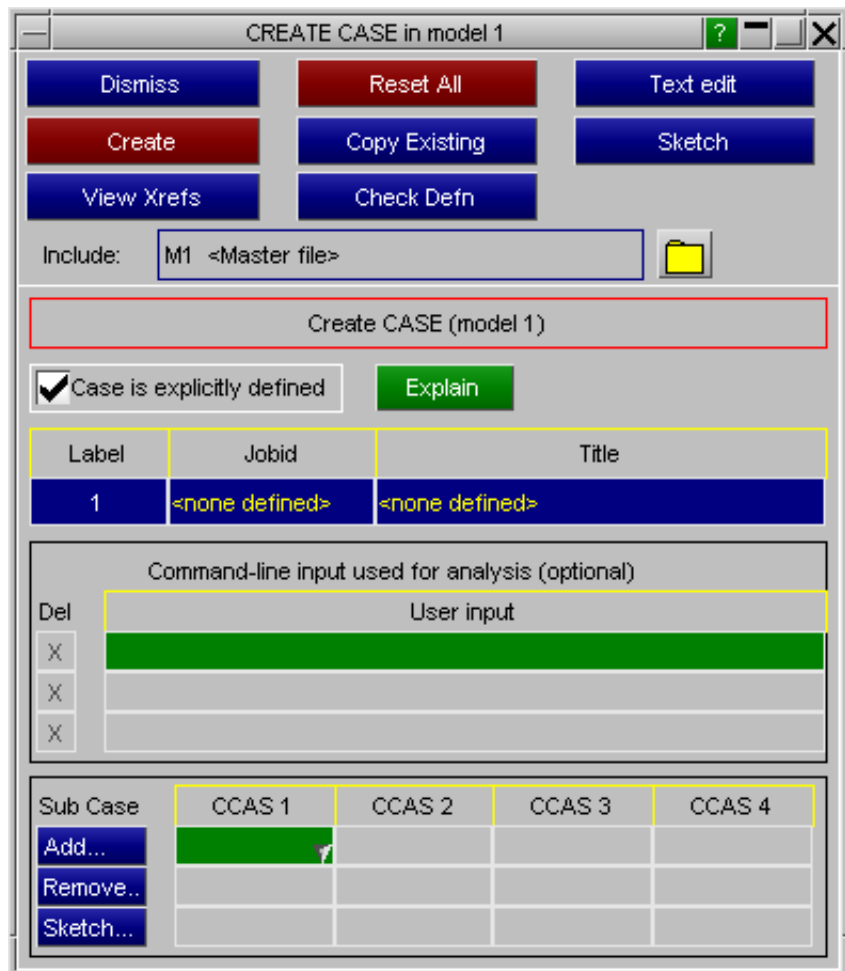 CREATE CASE in model 1 ?
Dismiss Reset All Text edit
Create Copy Existing Sketch
View Xrefs Check Defn
Include: M1 <Master file>
Create CASE (model 1)
Case is explicitly defined Explain
Label Jobid Title
1 <none defined> <none defined>
Command-line input used for analysis (optional)
Del User input
X
X
X
Sub Case CCAS 1 CCAS 2 CCAS 3 CCAS 4
Add...
Remove..
Sketch...